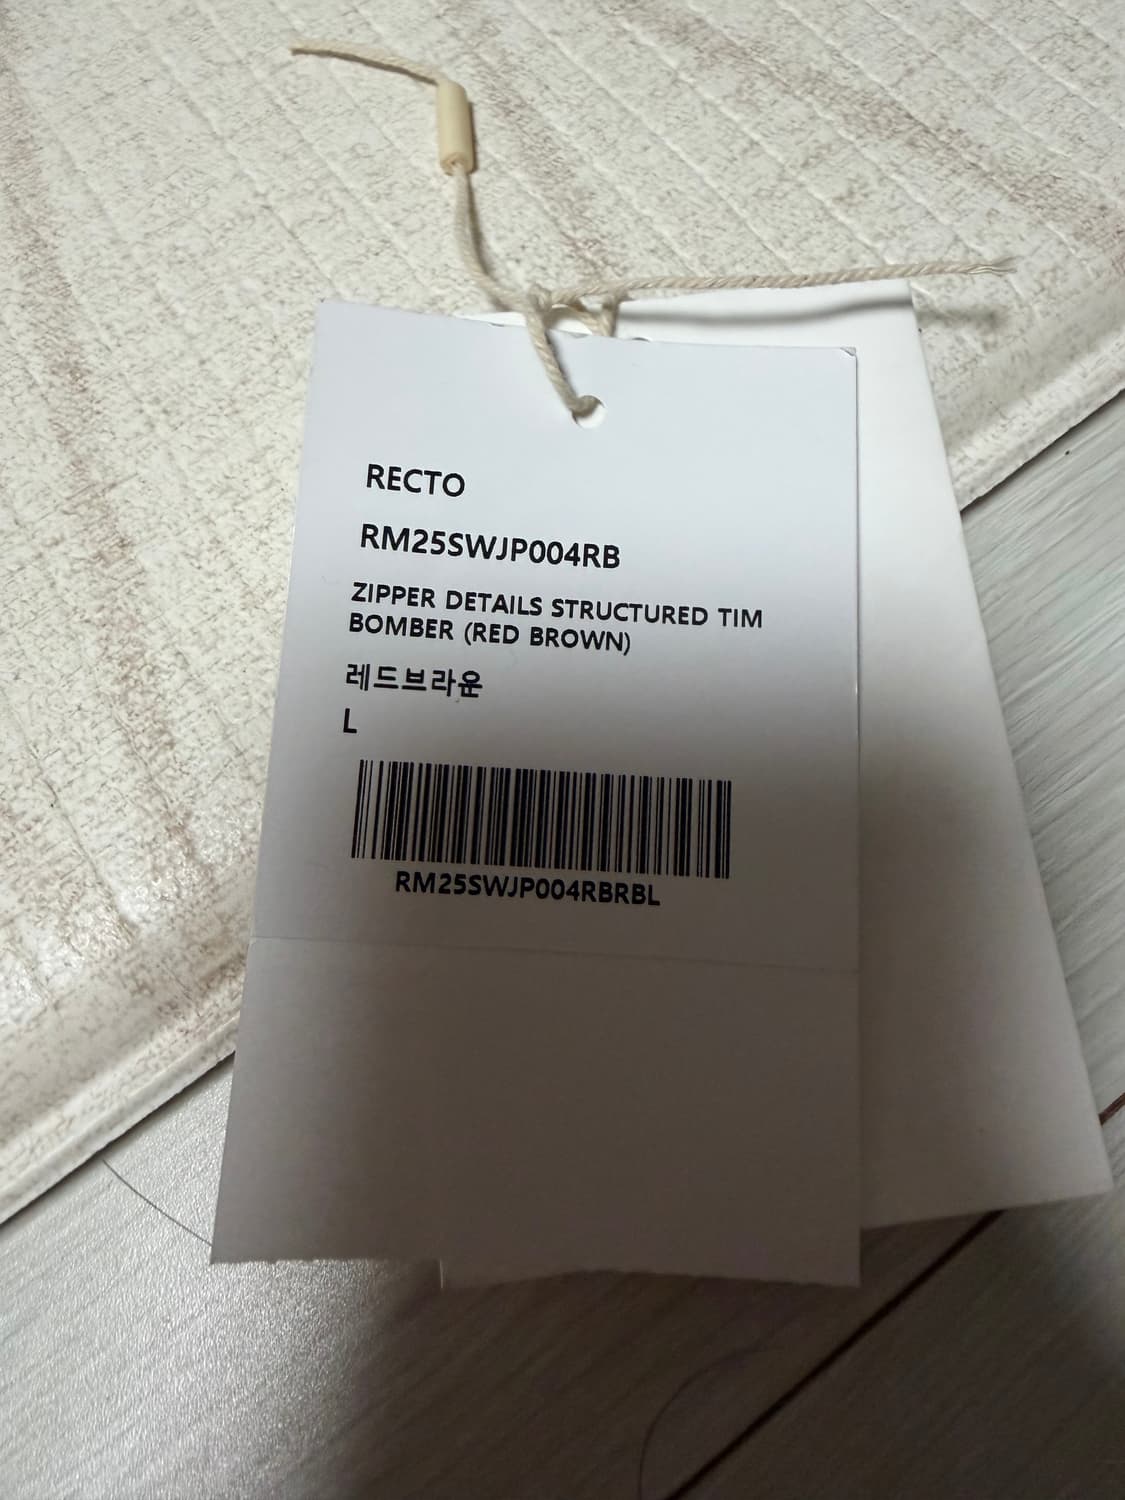 RECTO
RM25SWJP004RB
ZIPPER DETAILS STRUCTURED TIM
BOMBER (RED BROWN)
레드브라운
L
RM25SWJP004RBRBL